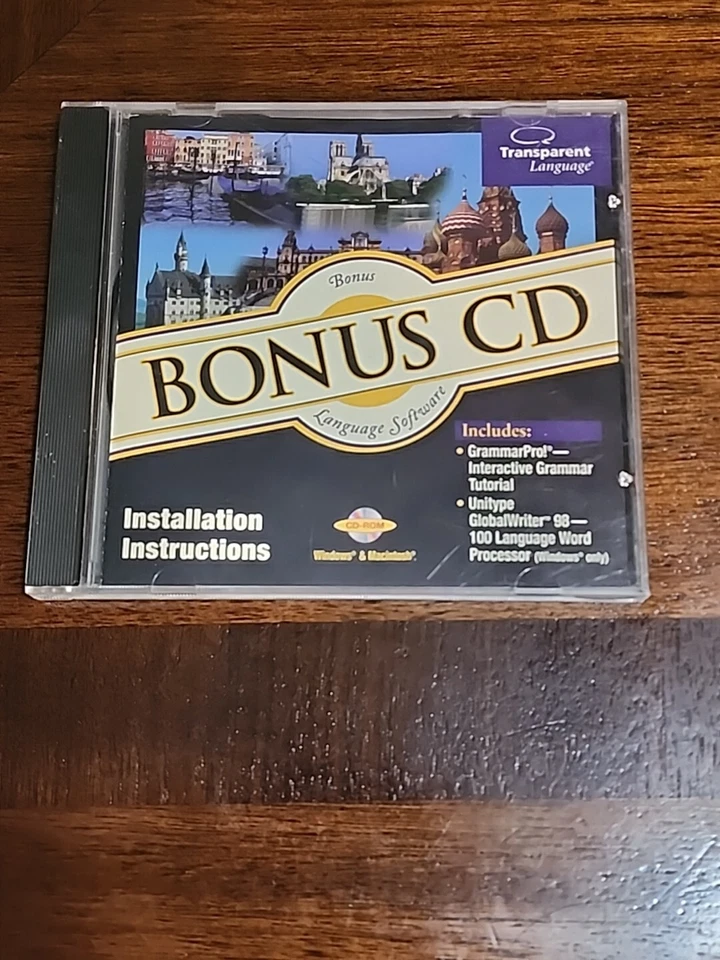 Transparent
Language®
Bonus
BONUS CD
Language Software
Includes:
• GrammarPro!®—
Interactive Grammar
Tutorial
• Unitype
GlobalWriter™ 98—
100 Language Word
Processor (Windows® only)
Installation
Instructions
CD-ROM
Windows® & Macintosh®